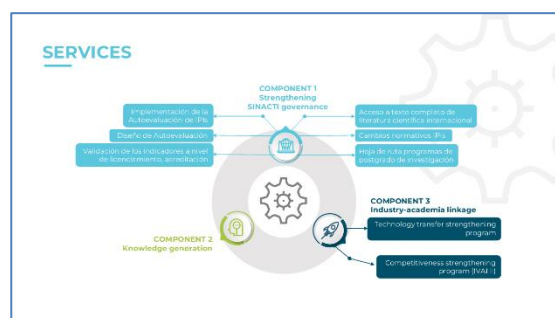 SERVICES
COMPONENT 1
Strengthening
SINACTI governance
Implementación de la
Autoevaluación de IPIs
Diseño de Autoevaluación
Validación de los indicadores a nivel
de licenciamiento, acreditación
Acceso a texto completo de
literatura científica internacional
Cambios normativos IPIs
Hoja de ruta programas de
postgrado de investigación
COMPONENT 2
Knowledge generation
COMPONENT 3
Industry-academia linkage
Technology transfer strengthening
program
Competitiveness strengthening
program